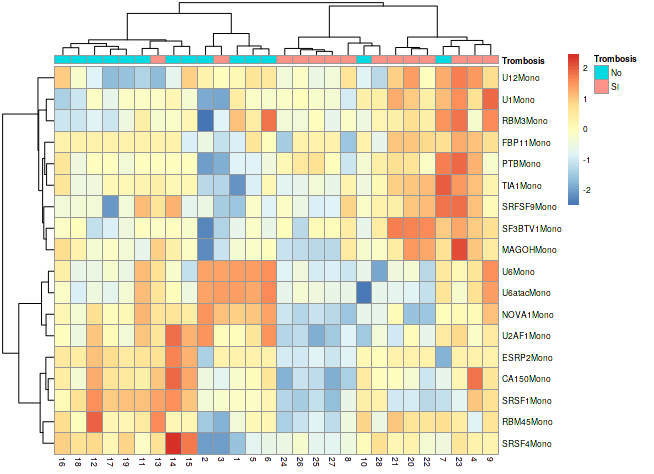 Trombosis
Trombosis
No
SI
2
1
0
-1
-2
U12Mono
U1Mono
RBM3Mono
FBP11Mono
PTBMono
TIA1Mono
SRFSF9Mono
SF3BTV1Mono
MAGOHMono
U6Mono
U6atacMono
NOVA1Mono
U2AF1Mono
ESRP2Mono
CA150Mono
SRSF1Mono
RBM45Mono
SRSF4Mono
16 18 12 17 19 11 13 14 15 2 3 1 5 6 24 26 25 27 8 10 28 21 20 22 7 23 4 9